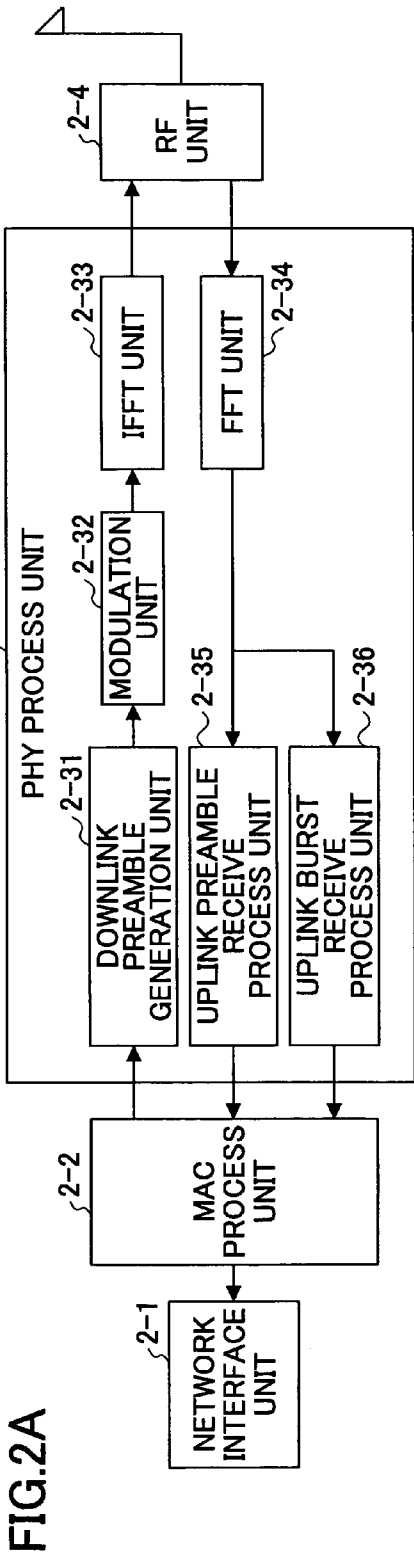 FIG.2A
2-1
NETWORK
INTERFACE
UNIT
2-2
MAC
PROCESS
UNIT
PHY PROCESS UNIT
2-31
DOWNLINK
PREAMBLE
GENERATION UNIT
2-32
MODULATION
UNIT
2-33
IFFT UNIT
2-35
UPLINK PREAMBLE
RECEIVE
PROCESS UNIT
2-36
UPLINK BURST
RECEIVE
PROCESS UNIT
FFT UNIT
2-34
2-4
RF
UNIT